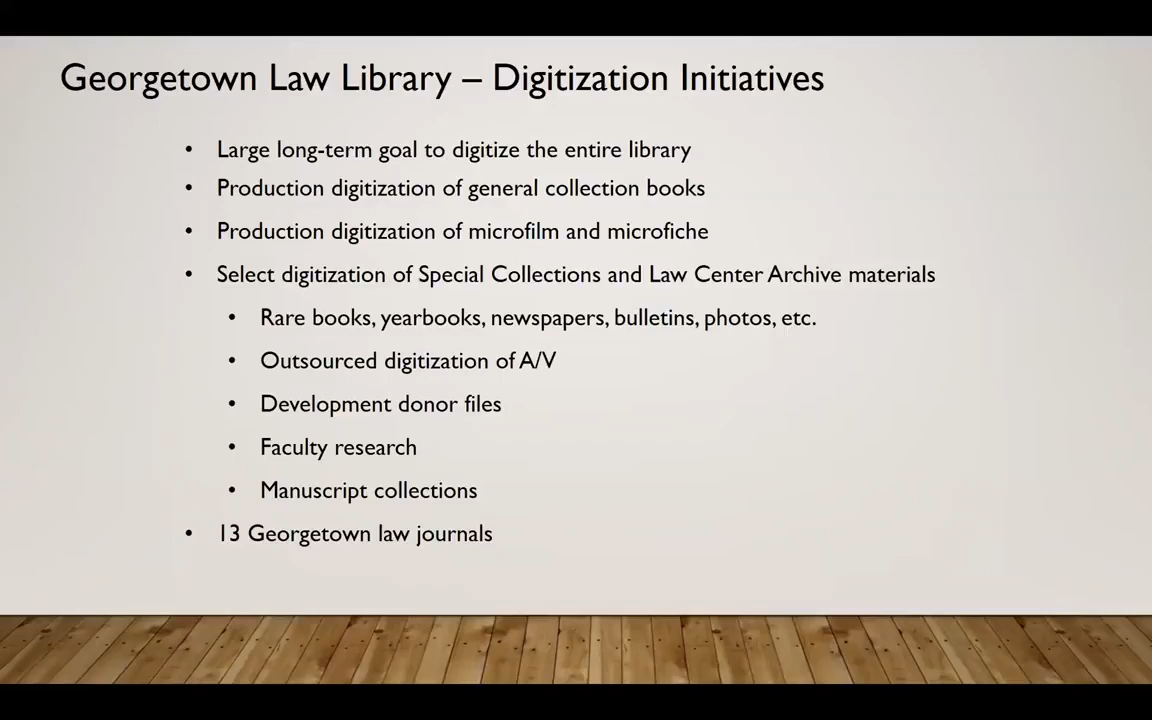 Georgetown Law Library – Digitization Initiatives
• Large long-term goal to digitize the entire library
• Production digitization of general collection books
• Production digitization of microfilm and microfiche
• Select digitization of Special Collections and Law Center Archive materials
• Rare books, yearbooks, newspapers, bulletins, photos, etc.
• Outsourced digitization of A/V
• Development donor files
• Faculty research
• Manuscript collections
• 13 Georgetown law journals